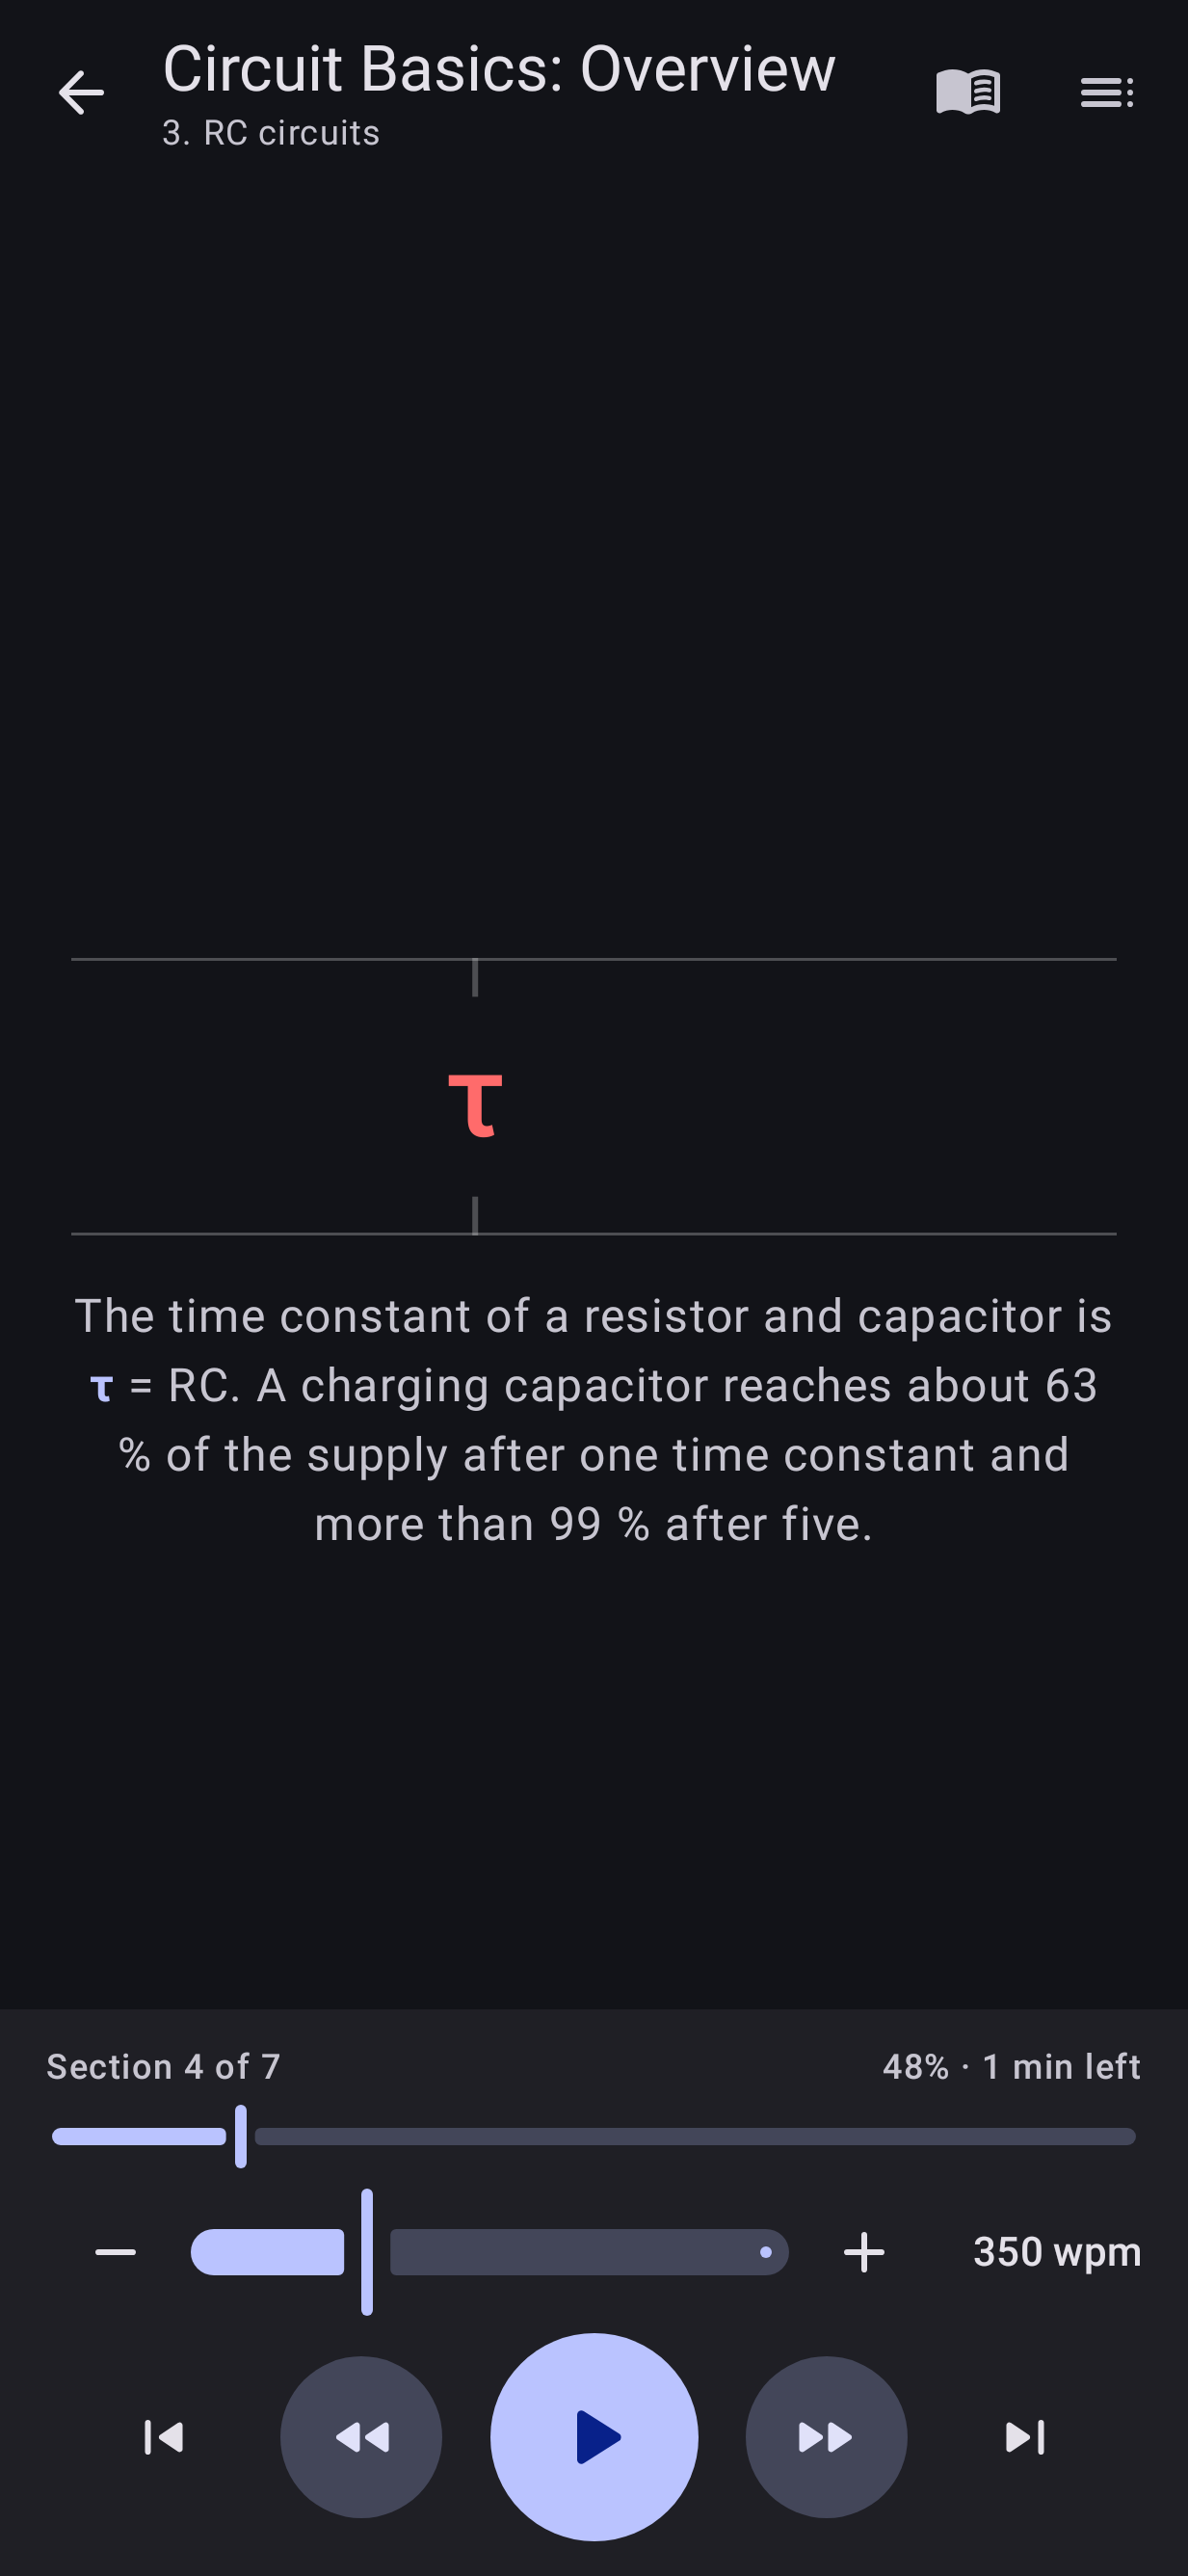 Circuit Basics: Overview
3. RC circuits
τ
The time constant of a resistor and capacitor is
τ = RC. A charging capacitor reaches about 63
% of the supply after one time constant and
more than 99 % after five.
Section 4 of 7
48% · 1 min left
350 wpm